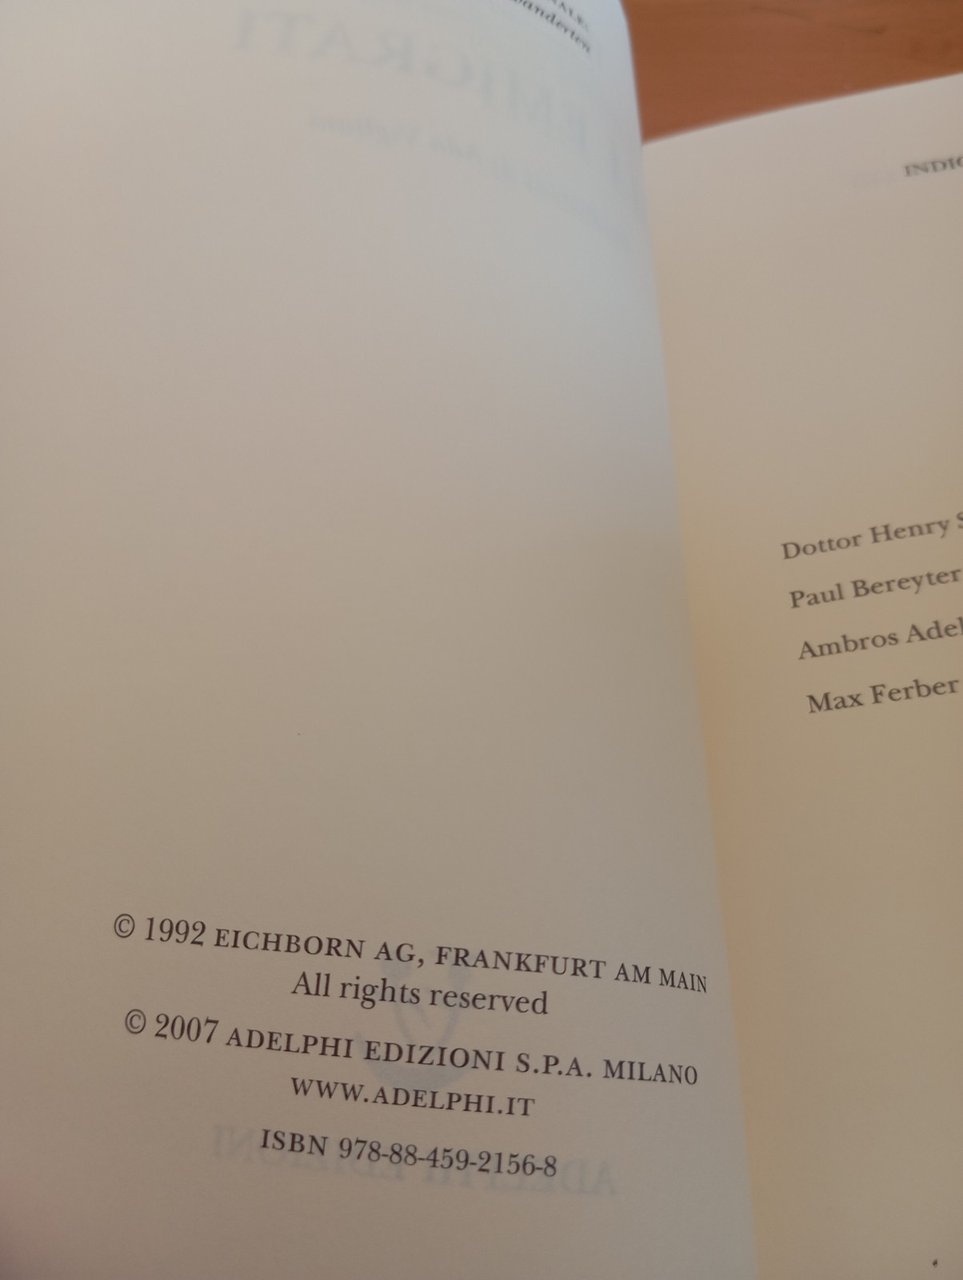 © 1992 EICHBORN AG, FRANKFURT AM MAIN
All rights reserved
© 2007 ADELPHI EDIZIONI S.P.A. MILANO
WWW.ADELPHI.IT
ISBN 978-88-459-2156-8
Dottor Henry
Paul Bereyter
Ambros
Max Ferber